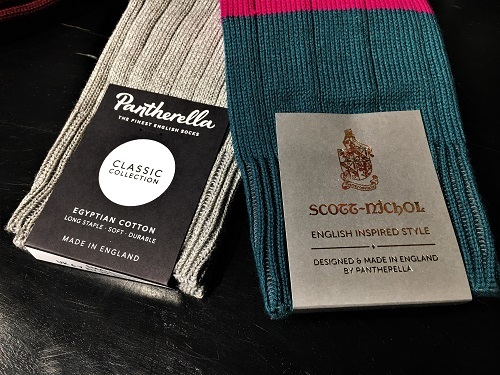 Pantherella
THE FINEST ENGLISH SOCKS
CLASSIC
COLLECTION
EGYPTIAN COTTON
LONG STAPLE · SOFT · DURABLE
MADE IN ENGLAND
SCOTT-NICHOL
ENGLISH INSPIRED STYLE
DESIGNED & MADE IN ENGLAND
BY PANTHERELLA